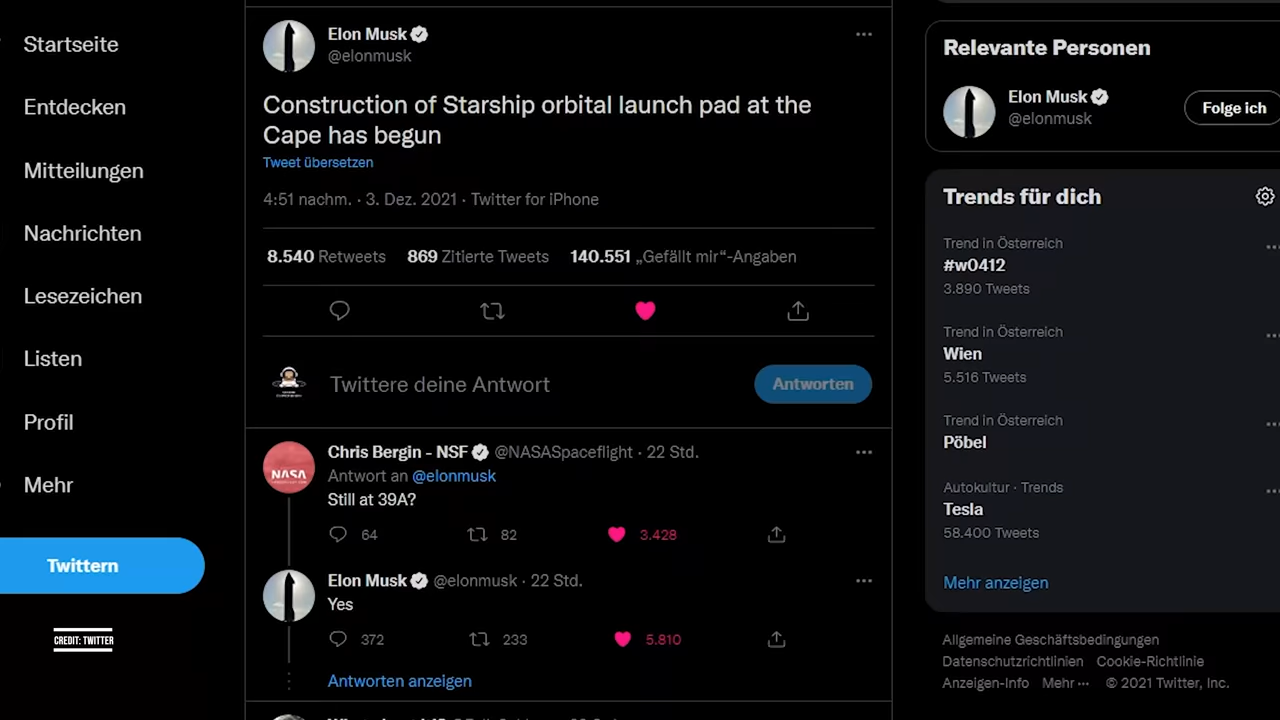 Startseite
Entdecken
Mitteilungen
Nachrichten
Lesezeichen
Listen
Profil
Mehr
Twittern
CREDIT: TWITTER
Elon Musk
@elonmusk
Construction of Starship orbital launch pad at the
Cape has begun
Tweet übersetzen
4:51 nachm. · 3. Dez. 2021 · Twitter for iPhone
8.540 Retweets 869 Zitierte Tweets 140.551 „Gefällt mir“-Angaben
Twittere deine Antwort
Antworten
Chris Bergin - NSF @NASASpaceflight · 22 Std.
Antwort an @elonmusk
NASA
Still at 39A?
64 82 3.428
Elon Musk @elonmusk · 22 Std.
Yes
372 233 5.810
Antworten anzeigen
Relevante Personen
Elon Musk
@elonmusk
Folge ich
Trends für dich
Trend in Österreich
#w0412
3.890 Tweets
Trend in Österreich
Wien
5.516 Tweets
Trend in Österreich
Pöbel
Autokultur · Trends
Tesla
58.400 Tweets
Mehr anzeigen
Allgemeine Geschäftsbedingungen
Datenschutzrichtlinien Cookie-Richtlinie
Anzeigen-Info Mehr ··· © 2021 Twitter, Inc.